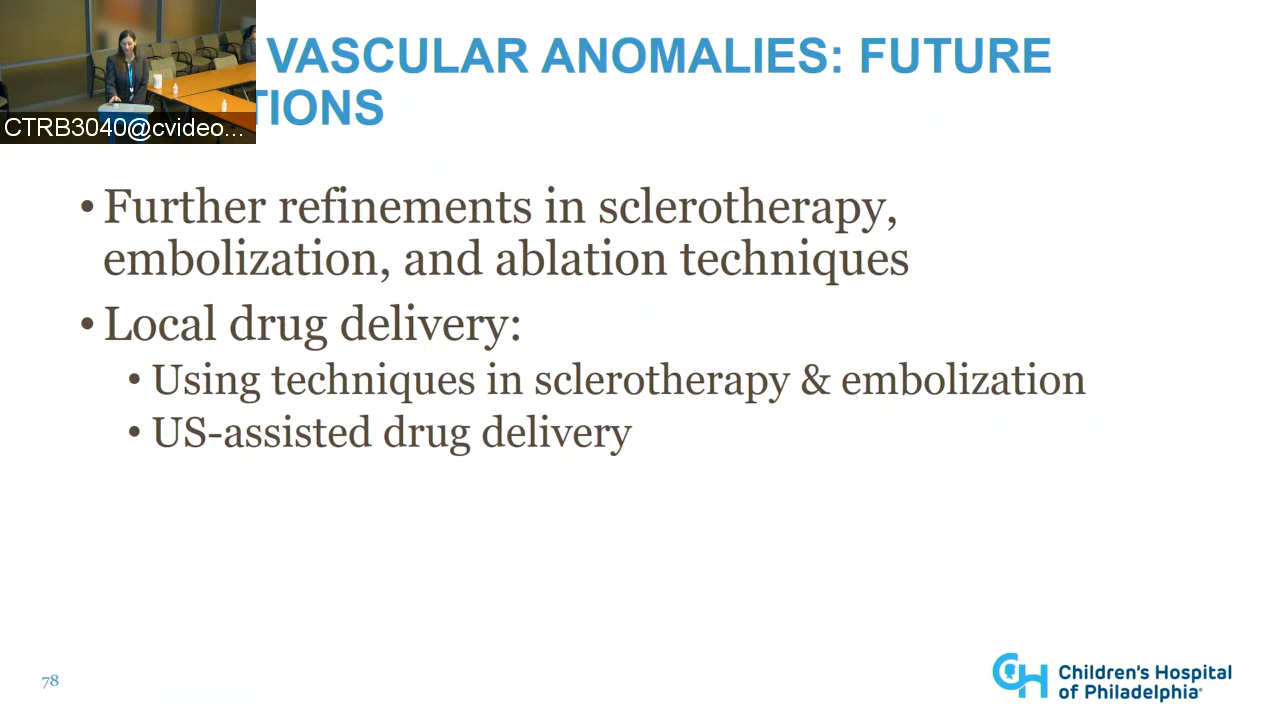 VASCULAR ANOMALIES: FUTURE
TIONS
CTRB3040@cvideo...
• Further refinements in sclerotherapy,
embolization, and ablation techniques
• Local drug delivery:
• Using techniques in sclerotherapy & embolization
• US-assisted drug delivery
78
CH
Children's Hospital
of Philadelphia®